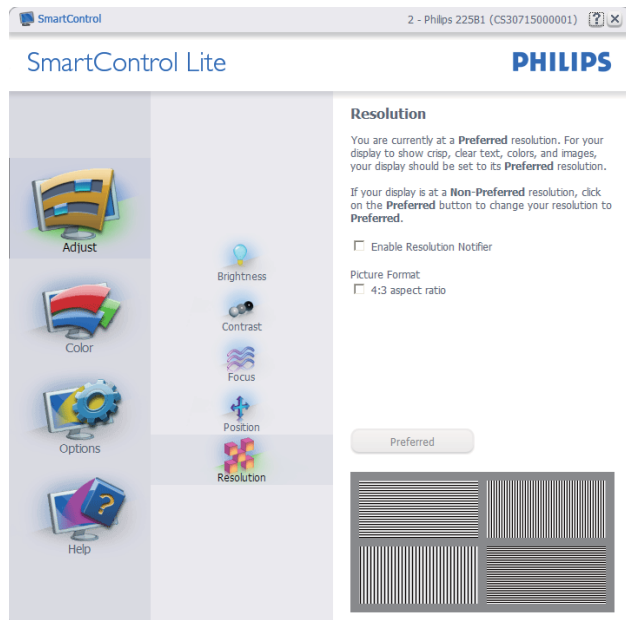 SmartControl
2 - Philips 225B1 (CS30715000001)
?
SmartControl Lite
PHILIPS
Adjust
Color
Options
Help
Brightness
Contrast
Focus
Position
Resolution
Resolution
You are currently at a Preferred resolution. For your
display to show crisp, clear text, colors, and images,
your display should be set to its Preferred resolution.
If your display is at a Non-Preferred resolution, click
on the Preferred button to change your resolution to
Preferred.
Enable Resolution Notifier
Picture Format
4:3 aspect ratio
Preferred